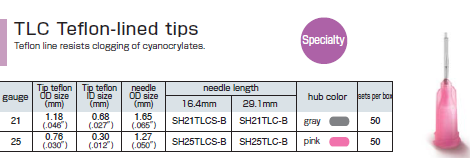 TLC Teflon-lined tips
Teflon line resists clogging of cyanocrylates.
Specialty
gauge Tip teflon OD size (mm) Tip teflon ID size (mm) needle OD size (mm) needle length 16.4mm 29.1mm hub color sets per box
21 1.18 (.046") 0.68 (.027") 1.65 (.065") SH21TLCS-B SH21TLC-B gray 50
25 0.76 (.030") 0.30 (.012") 1.27 (.050") SH25TLCS-B SH25TLC-B pink 50